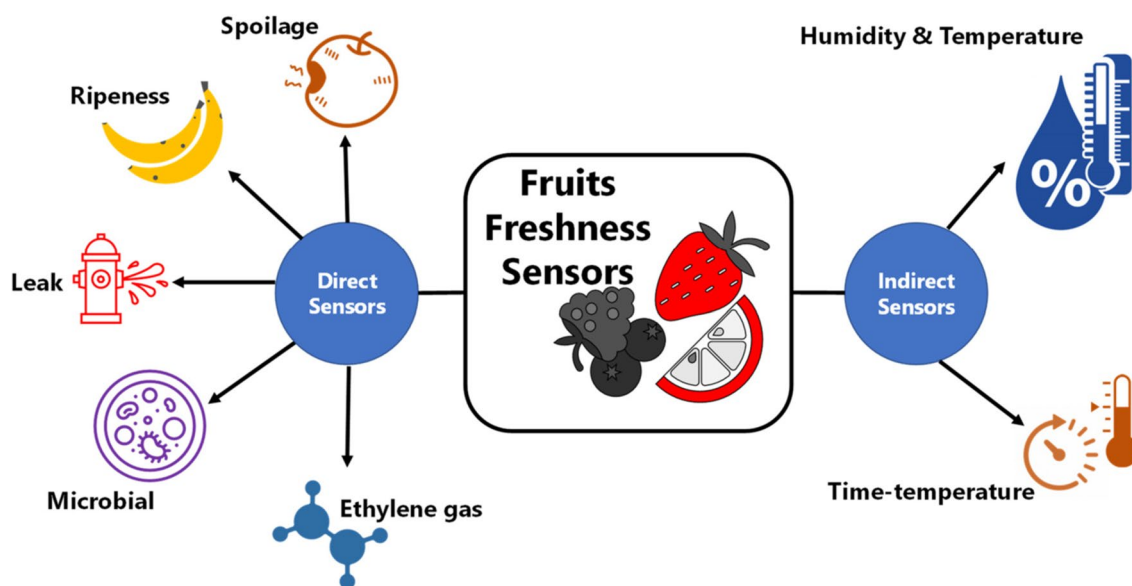 Spoilage
Ripeness
Leak
Microbial
Ethylene gas
Direct
Sensors
Fruits
Freshness
Sensors
Indirect
Sensors
Humidity & Temperature
%
Time-temperature